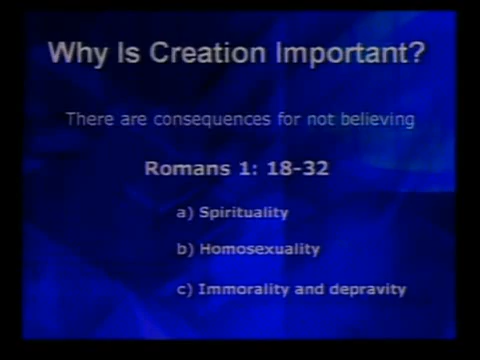 Why Is Creation Important?
There are consequences for not believing
Romans 1: 18-32
a) Spirituality
b) Homosexuality
c) Immorality and depravity